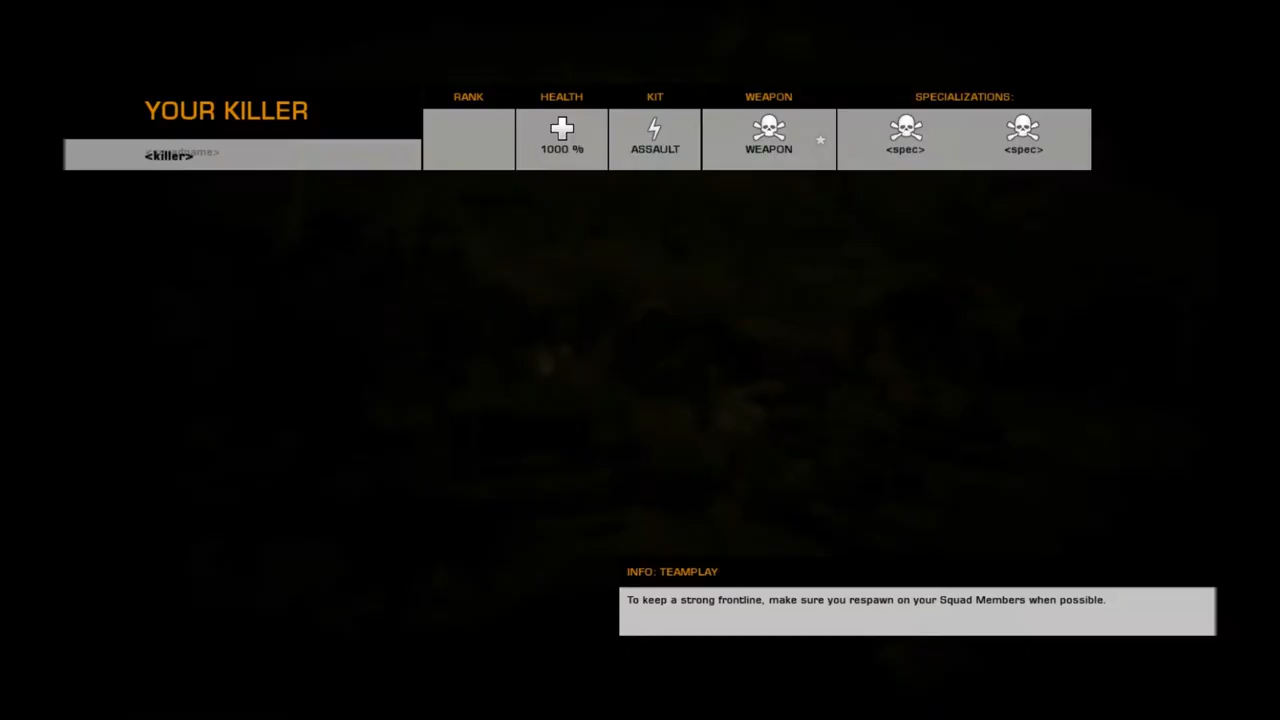 YOUR KILLER
RANK
HEALTH
KIT
WEAPON
SPECIALIZATIONS:
<killer>
1000 %
ASSAULT
WEAPON
<spec>
<spec>
INFO: TEAMPLAY
To keep a strong frontline, make sure you respawn on your Squad Members when possible.